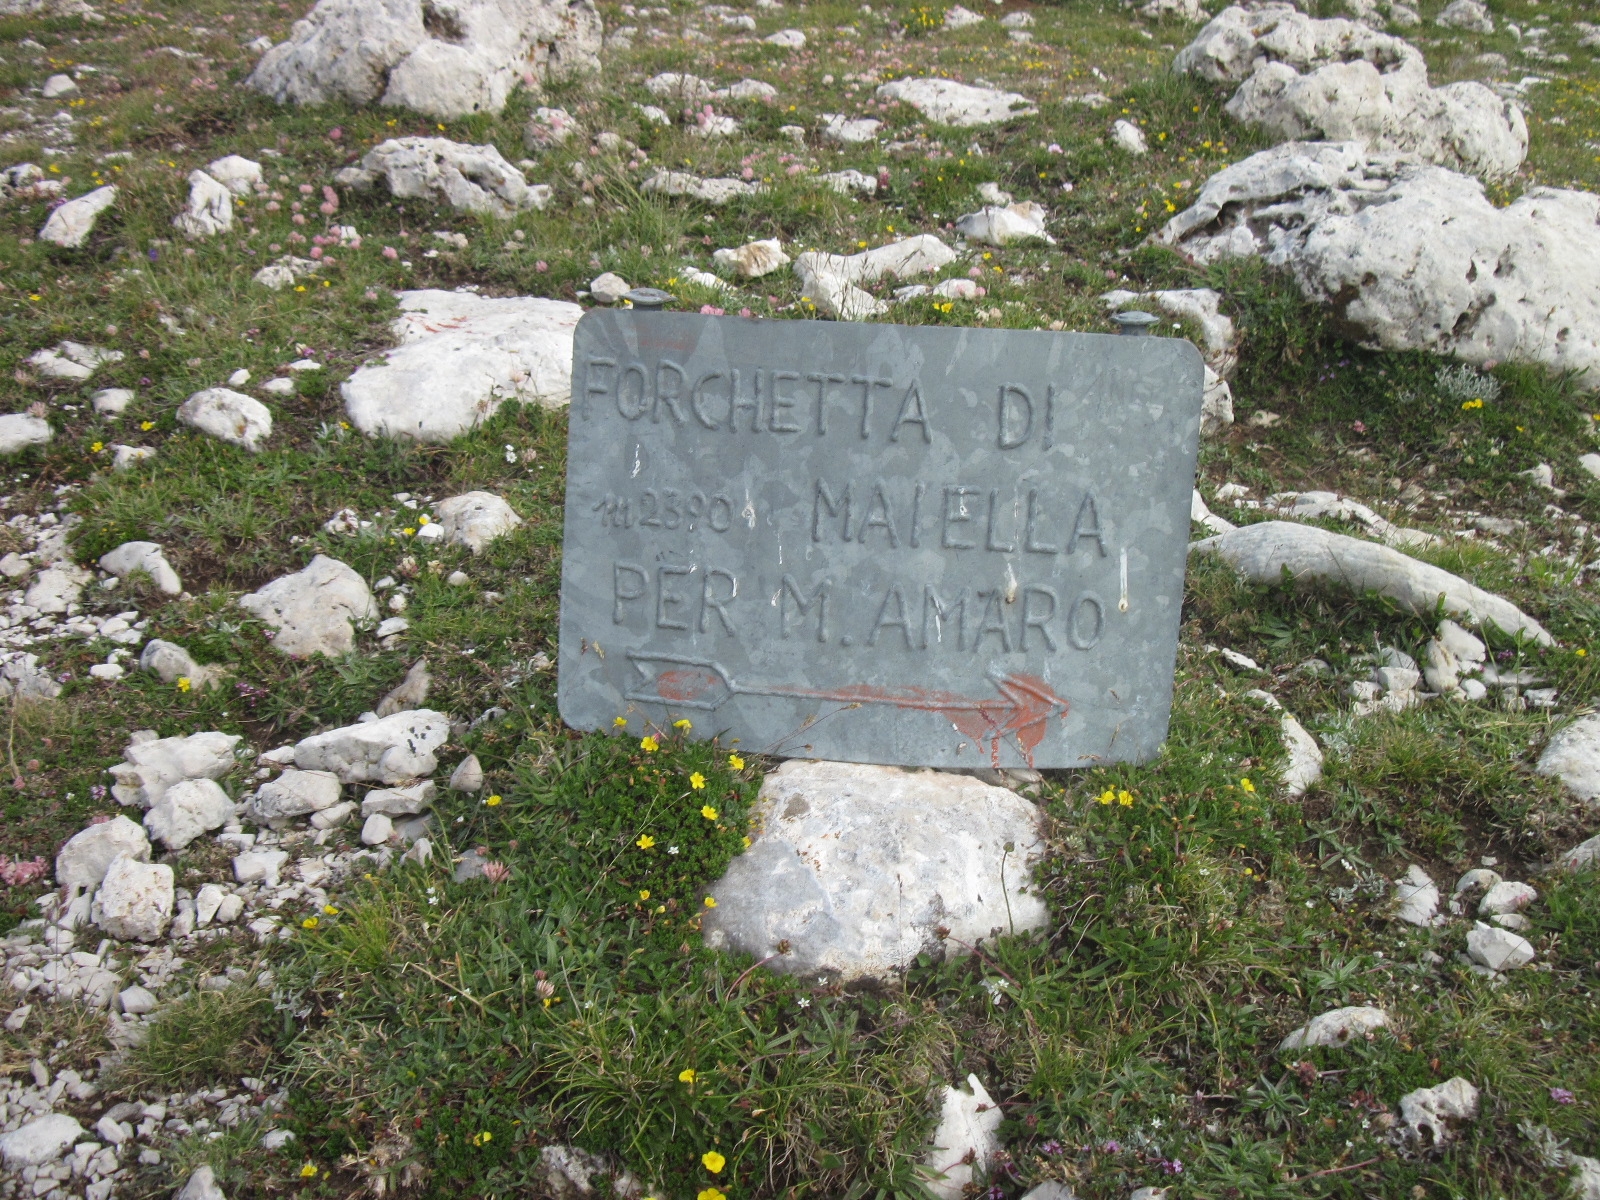 FORCHETTA DI
m 2390 MAIELLA
PER M. AMARO